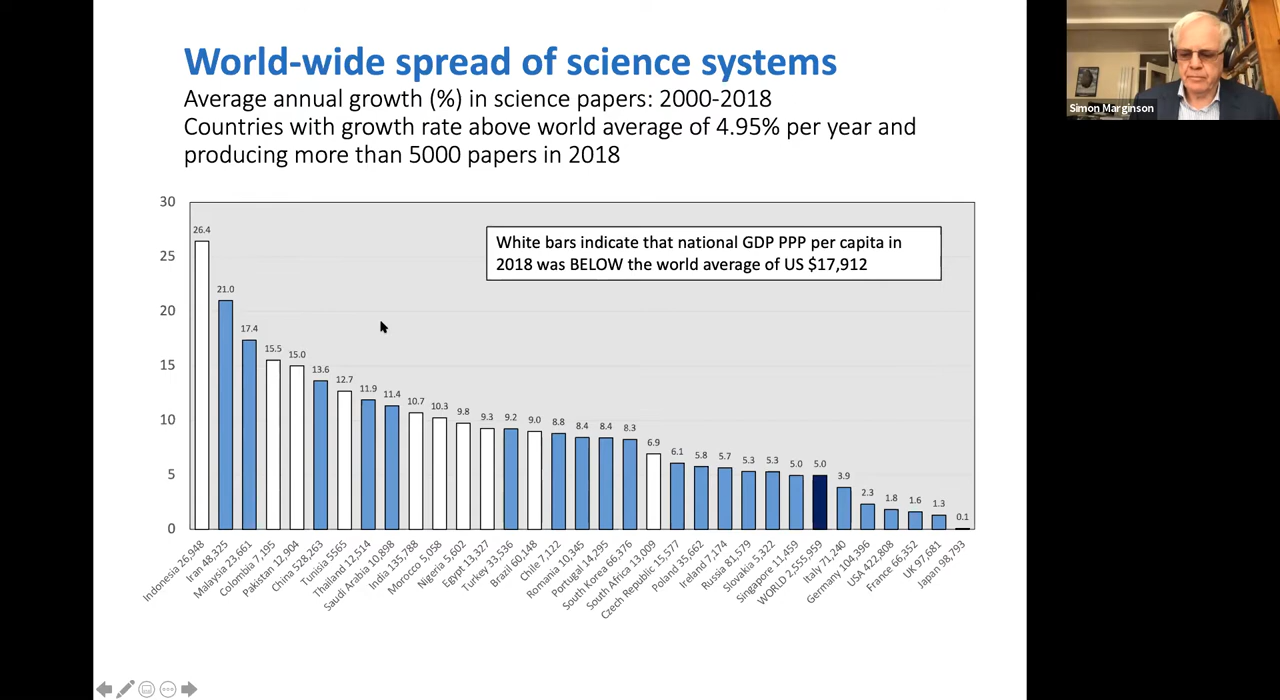 World-wide spread of science systems
Average annual growth (%) in science papers: 2000-2018
Countries with growth rate above world average of 4.95% per year and
producing more than 5000 papers in 2018
Simon Marginson
White bars indicate that national GDP PPP per capita in
2018 was BELOW the world average of US $17,912
30
25
20
15
10
5
0
26.4
21.0
17.4
15.5
15.0
13.6
12.7
11.9
11.4
10.7
10.3
9.8
9.3
9.2
9.0
8.8
8.4
8.4
8.3
6.9
6.1
5.8
5.7
5.3
5.3
5.0
5.0
3.9
2.3
1.8
1.6
1.3
0.1
Indonesia 26,948
Iran 48,325
Malaysia 23,661
Colombia 7,195
Pakistan 12,904
China 528,263
Tunisia 5565
Thailand 12,514
Saudi Arabia 10,898
India 135,788
Morocco 5,058
Nigeria 5,602
Egypt 13,327
Turkey 33,536
Brazil 60,148
Chile 7,122
Romania 10,345
Portugal 14,295
South Korea 66,376
South Africa 13,009
Czech Republic 15,577
Poland 35,662
Ireland 7,174
Russia 81,579
Slovakia 5,322
Singapore 11,459
WORLD 2,555,959
Italy 71,240
Germany 104,396
USA 422,808
France 66,352
UK 97,681
Japan 98,793